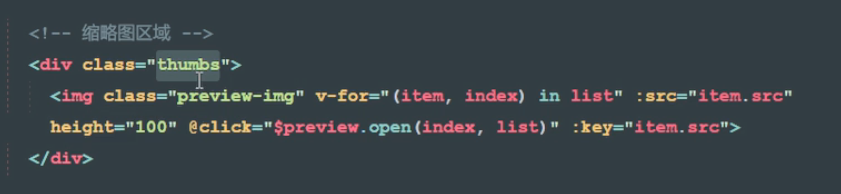 <!-- 缩略图区域 -->
<div class="thumbs">
<img class="preview-img" v-for="(item, index) in list" :src="item.src"
height="100" @click="$preview.open(index, list)" :key="item.src">
</div>